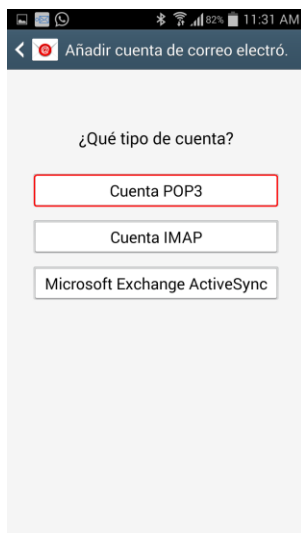 82% 11:31 AM
Añadir cuenta de correo electró.
¿Qué tipo de cuenta?
Cuenta POP3
Cuenta IMAP
Microsoft Exchange ActiveSync